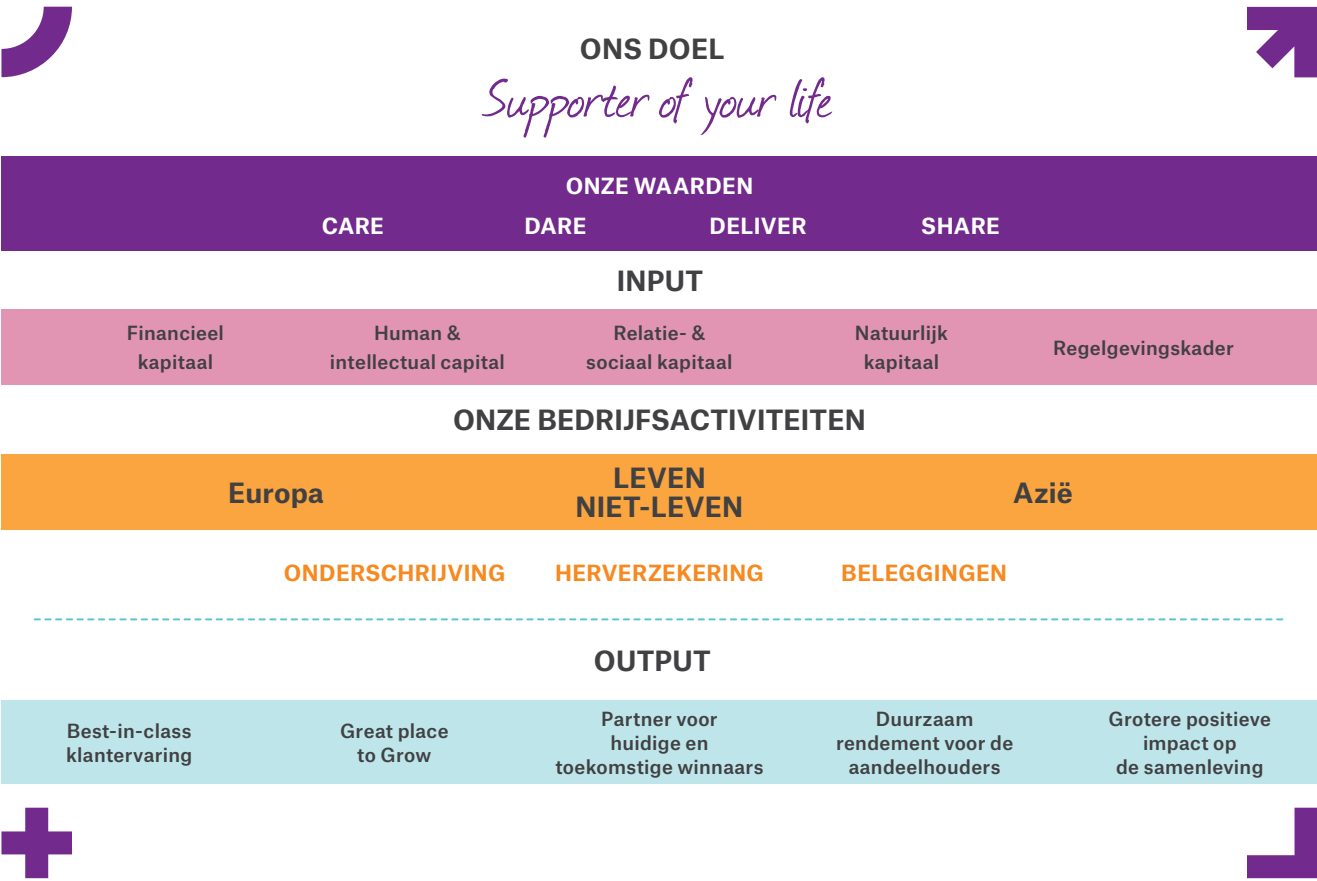 ONS DOEL
Supporter of your life
ONZE WAARDEN
CARE DARE DELIVER SHARE
INPUT
Financieel
kapitaal
Human &
intellectual capital
Relatie- &
sociaal kapitaal
Natuurlijk
kapitaal
Regelgevingskader
ONZE BEDRIJFSACTIVITEITEN
Europa
LEVEN
NIET-LEVEN
Azië
ONDERSCHRIJVING HERVERZEKERING BELEGGINGEN
OUTPUT
Best-in-class
klantervaring
Great place
to Grow
Partner voor
huidige en
toekomstige winnaars
Duurzaam
rendement voor de
aandeelhouders
Grotere positieve
impact op
de samenleving